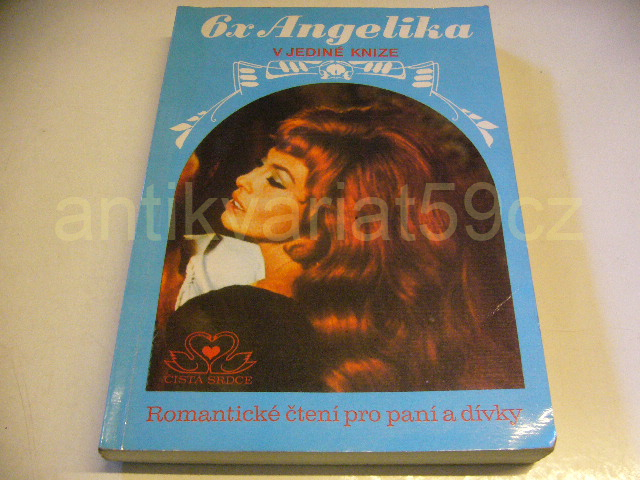 6x Angelika
V JEDINÉ KNIZE
antikvariat59cz
ČISTÁ SRDCE
Romantické čtení pro paní a dívky